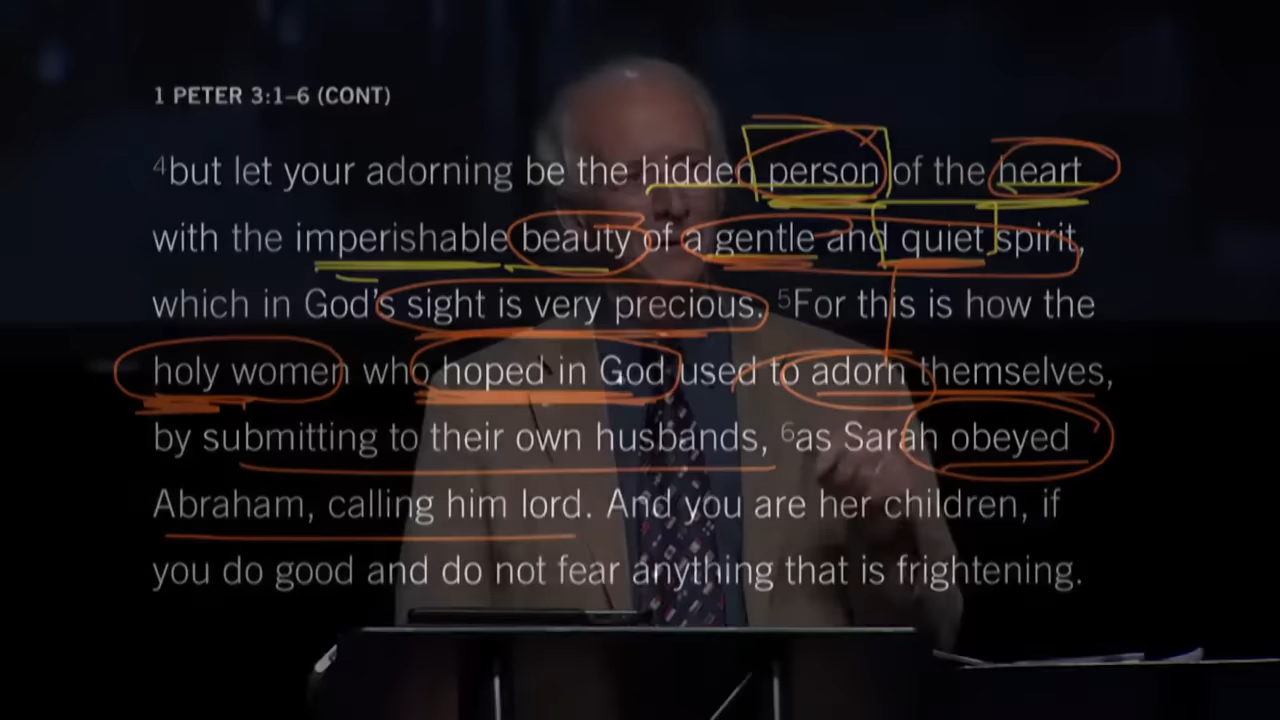 1 PETER 3:1–6 (CONT)
⁴but let your adorning be the hidden person of the heart
with the imperishable beauty of a gentle and quiet spirit,
which in God's sight is very precious. ⁵For this is how the
holy women who hoped in God used to adorn themselves,
by submitting to their own husbands, ⁶as Sarah obeyed
Abraham, calling him lord. And you are her children, if
you do good and do not fear anything that is frightening.